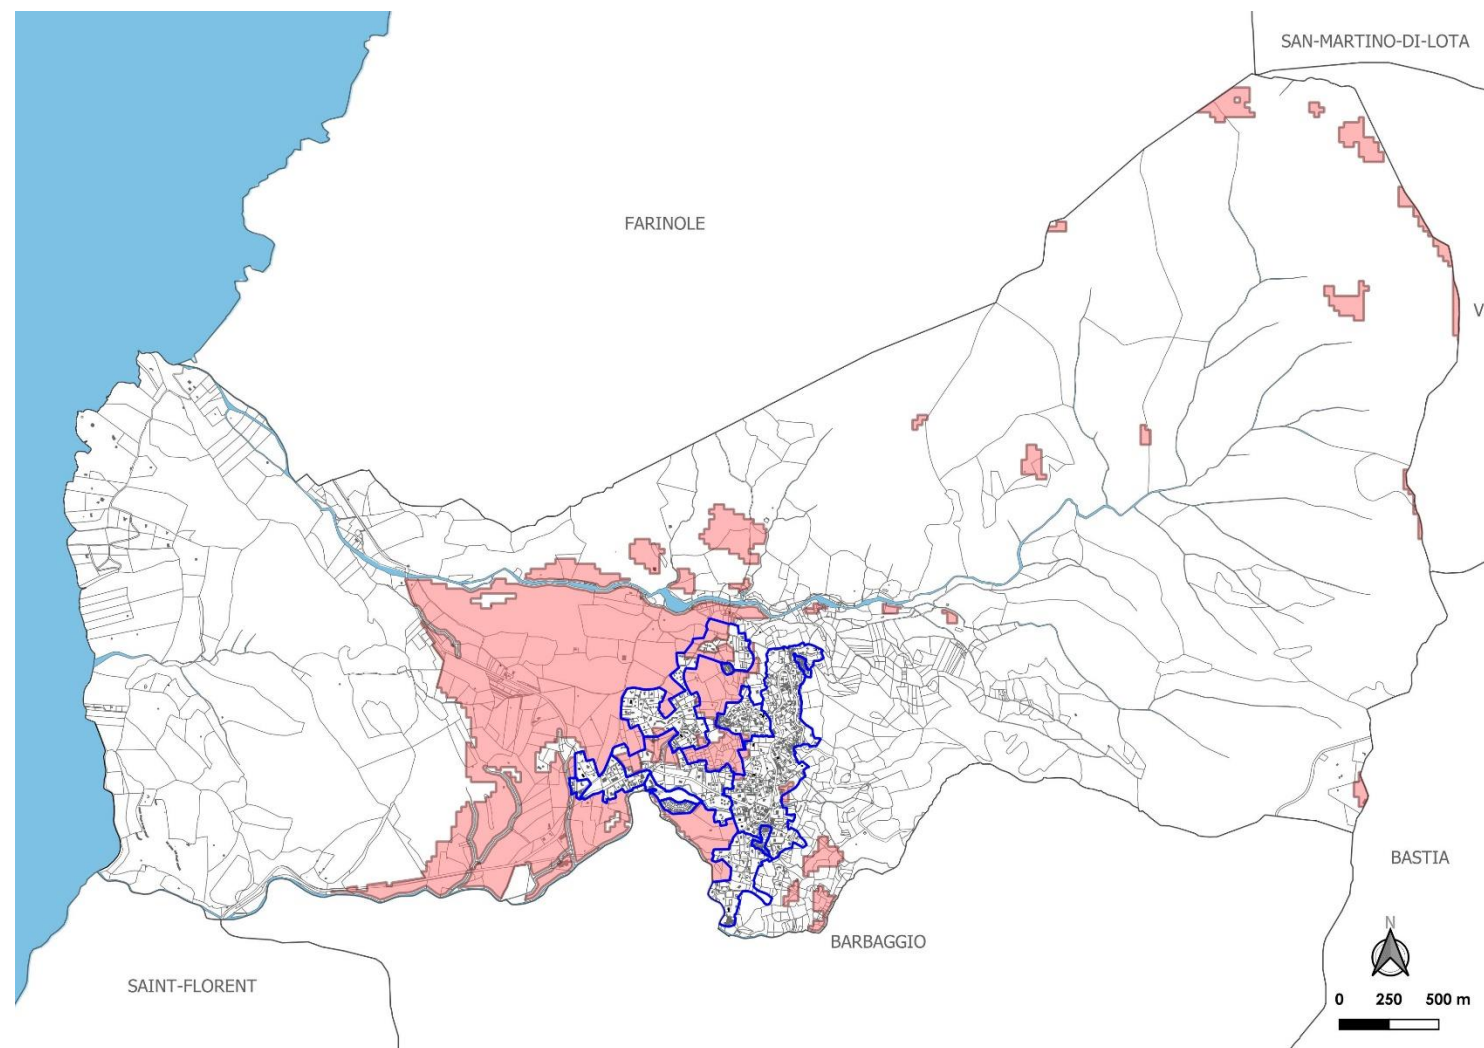 SAN-MARTINO-DI-LOTA
FARINOLE
V
BASTIA
BARBAGGIO
SAINT-FLORENT
N
0 250 500 m